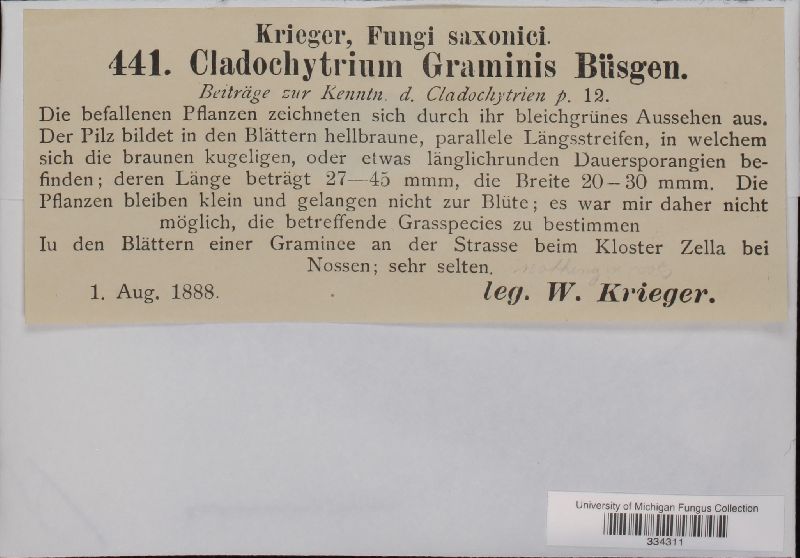 Krieger, Fungi saxonici.
441. Cladochytrium Graminis Büsgen.
Beiträge zur Kenntn. d. Cladochytrien p. 12.
Die befallenen Pflanzen zeichneten sich durch ihr bleichgrünes Aussehen aus.
Der Pilz bildet in den Blättern hellbraune, parallele Längsstreifen, in welchem
sich die braunen kugeligen, oder etwas länglichrunden Dauersporangien be-
finden; deren Länge beträgt 27—45 mmm, die Breite 20–30 mmm. Die
Pflanzen bleiben klein und gelangen nicht zur Blüte; es war mir daher nicht
möglich, die betreffende Grasspecies zu bestimmen
Iu den Blättern einer Graminee an der Strasse beim Kloster Zella bei
Nossen; sehr selten. nothing
1. Aug. 1888. leg. W. Krieger.
University of Michigan Fungus Collection
334311